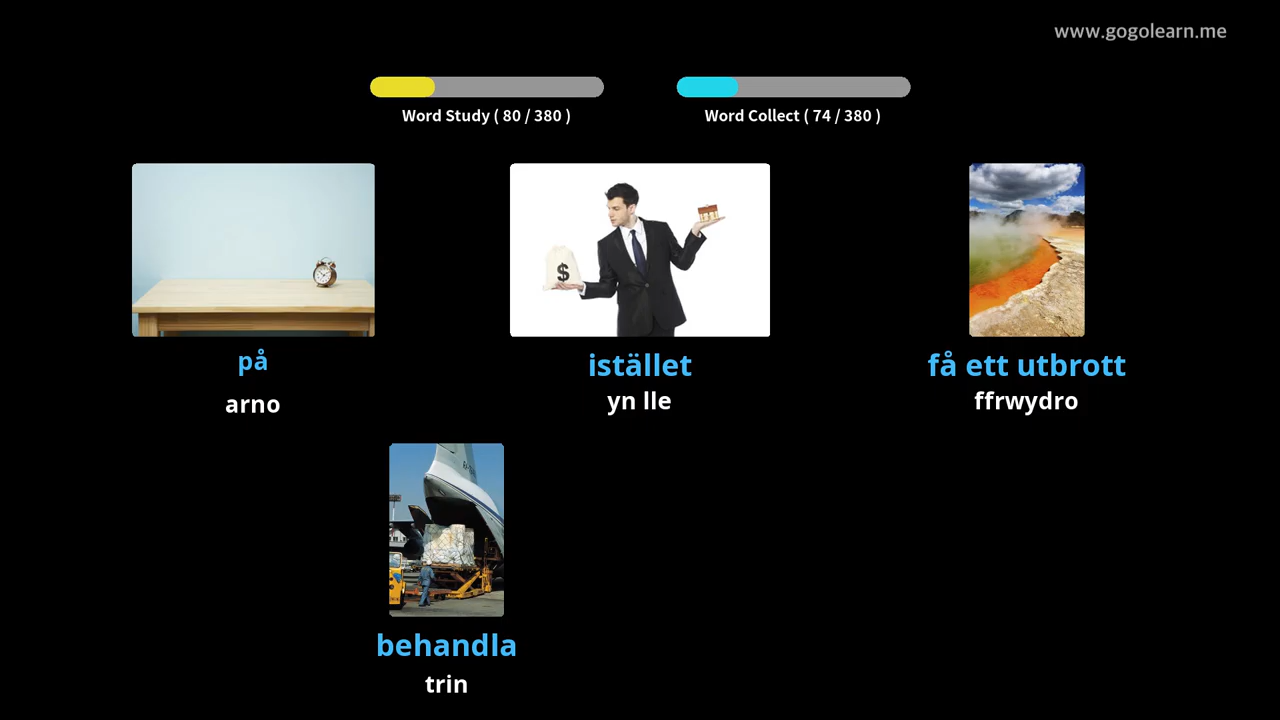 www.gogolearn.me
Word Study ( 80 / 380 )
Word Collect ( 74 / 380 )
på
arno
$
istället
yn lle
få ett utbrott
ffrwydro
behandla
trin